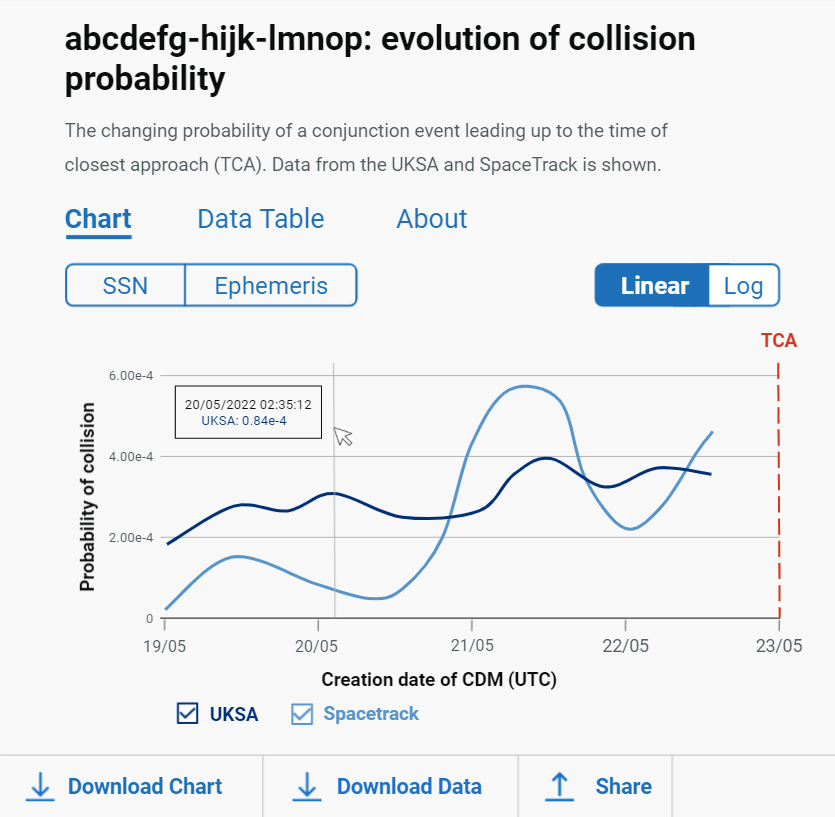 abcdefg-hijk-lmnop: evolution of collision
probability
The changing probability of a conjunction event leading up to the time of
closest approach (TCA). Data from the UKSA and SpaceTrack is shown.
Chart Data Table About
SSN Ephemeris Linear Log
TCA
Probability of collision
6.00e-4
4.00e-4
2.00e-4
0
20/05/2022 02:35:12
UKSA: 0.84e-4
19/05 20/05 21/05 22/05 23/05
Creation date of CDM (UTC)
UKSA Spacetrack
Download Chart Download Data Share